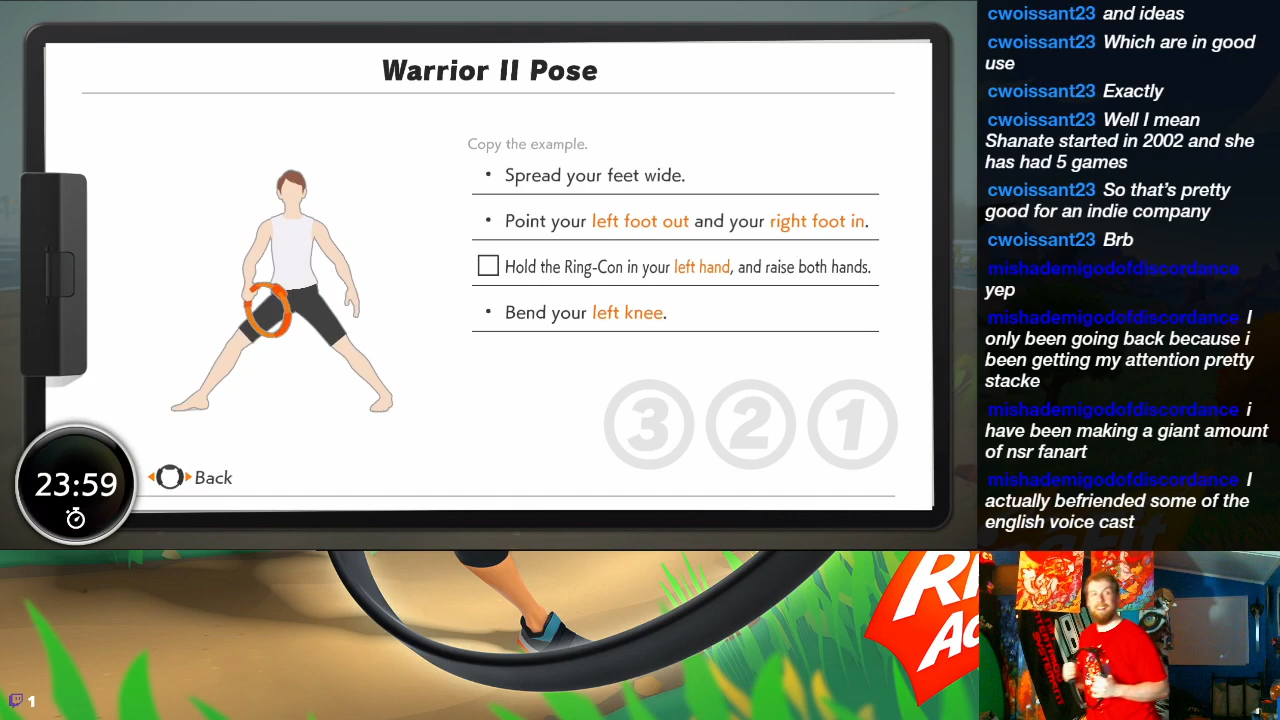 Warrior II Pose
Copy the example.
• Spread your feet wide.
• Point your left foot out and your right foot in.
Hold the Ring-Con in your left hand, and raise both hands.
• Bend your left knee.
3 2 1
23:59
Back
cwoissant23 and ideas
cwoissant23 Which are in good
use
cwoissant23 Exactly
cwoissant23 Well I mean
Shanate started in 2002 and she
has had 5 games
cwoissant23 So that's pretty
good for an indie company
cwoissant23 Brb
mishademigodofdiscordance
yep
mishademigodofdiscordance I
only been going back because i
been getting my attention pretty
stacke
mishademigodofdiscordance i
have been making a giant amount
of nsr fanart
mishademigodofdiscordance I
actually befriended some of the
english voice cast
1